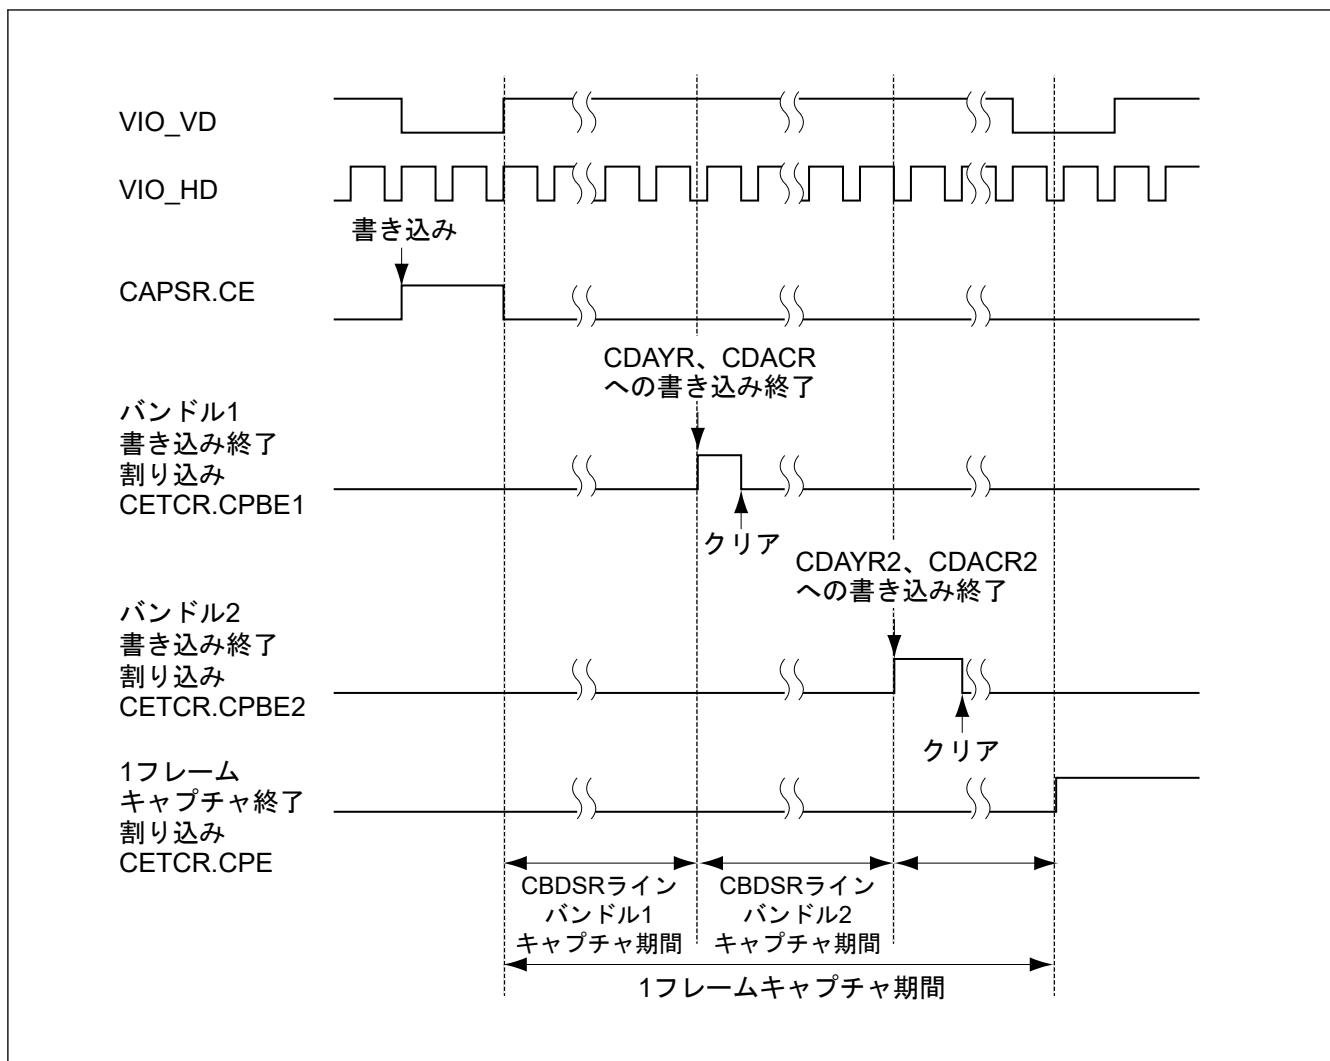 VIO_VD
VIO_HD
書き込み
CAPSR.CE
CDAYR、CDACR
への書き込み終了
バンドル1
書き込み終了
割り込み
CETCR.CPBE1
クリア
CDAYR2、CDACR2
への書き込み終了
バンドル2
書き込み終了
割り込み
CETCR.CPBE2
クリア
1フレーム
キャプチャ終了
割り込み
CETCR.CPE
CBDSRライン
バンドル1
キャプチャ期間
CBDSRライン
バンドル2
キャプチャ期間
1フレームキャプチャ期間